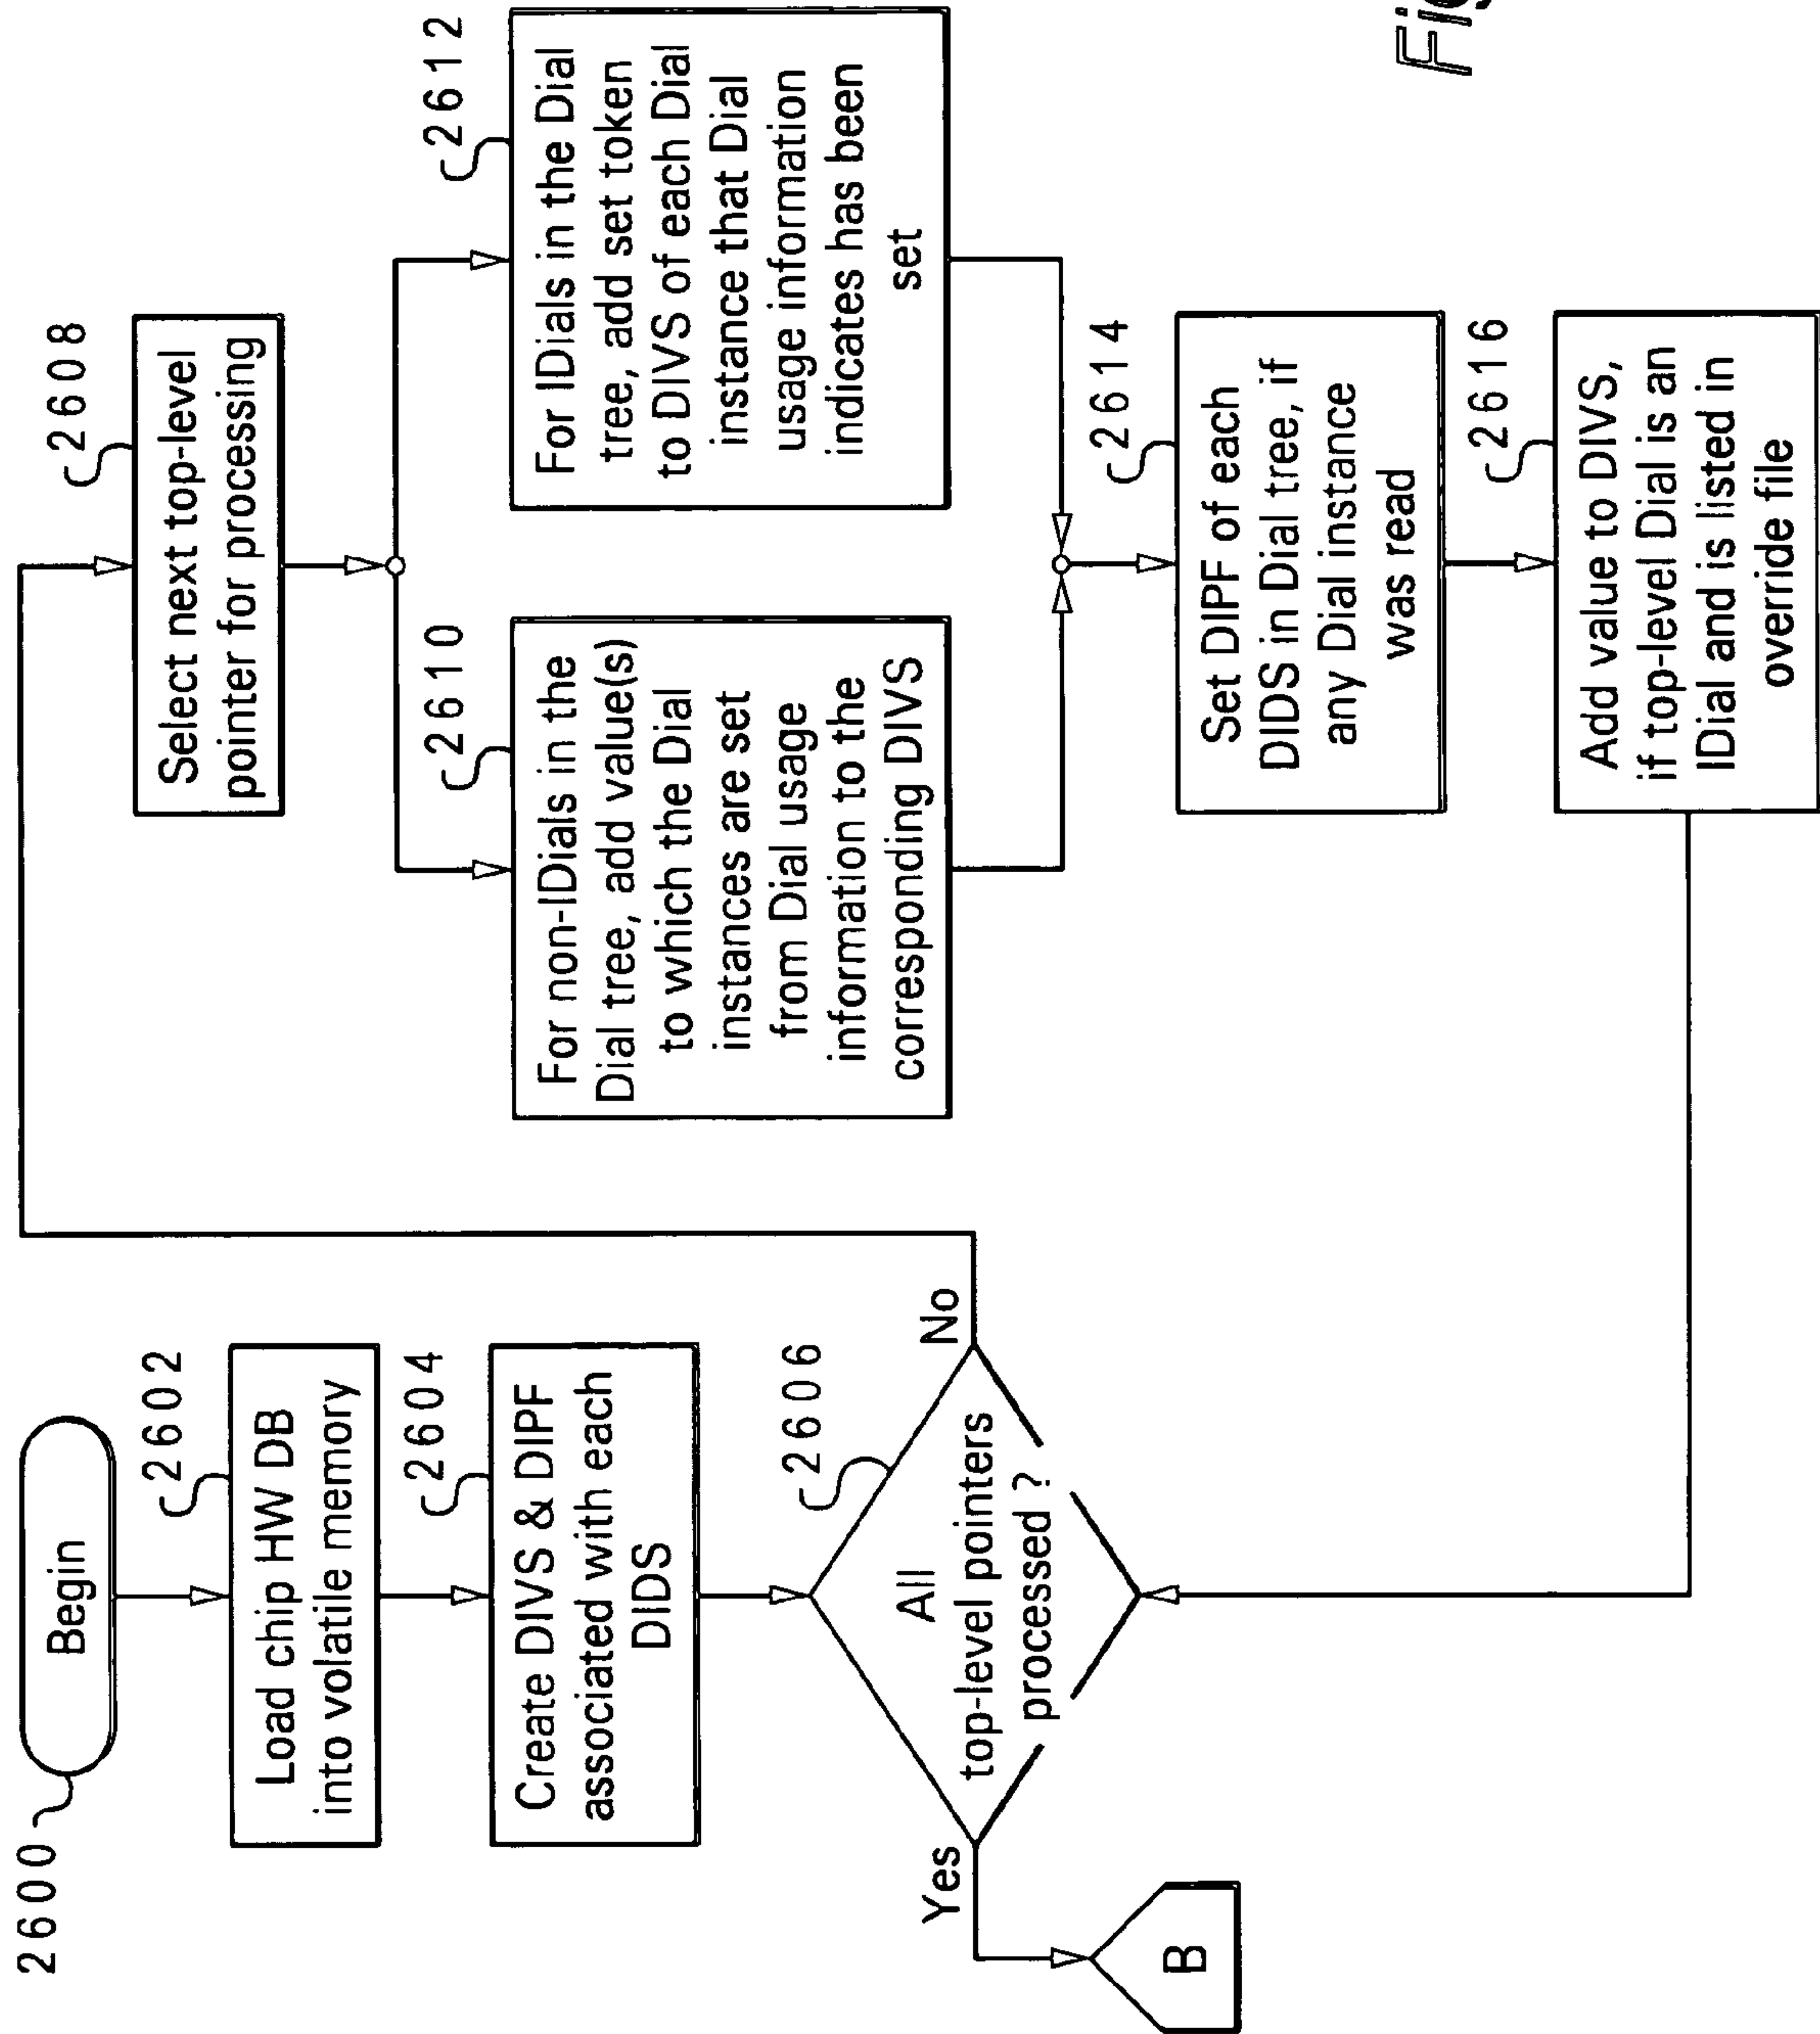 2600
Begin
2602
Load chip HW DB
into volatile memory
2604
Create DIVS & DIPF
associated with each
DIDS
2606
All
top-level pointers
processed ?
Yes
No
B
2608
Select next top-level
pointer for processing
2610
For non-IDials in the
Dial tree, add value(s)
to which the Dial
instances are set
from Dial usage
information to the
corresponding DIVS
2612
For IDials in the Dial
tree, add set token
to DIVS of each Dial
instance that Dial
usage information
indicates has been
set
2614
Set DIPF of each
DIDS in Dial tree, if
any Dial instance
was read
2616
Add value to DIVS,
if top-level Dial is an
IDial and is listed in
override file